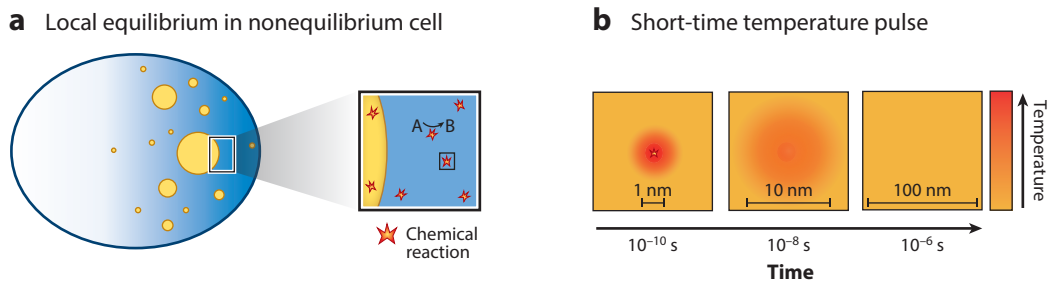 a Local equilibrium in nonequilibrium cell
A B
Chemical
reaction
b Short-time temperature pulse
1 nm
10 nm
100 nm
Temperature
10⁻¹⁰ s
10⁻⁸ s
10⁻⁶ s
Time